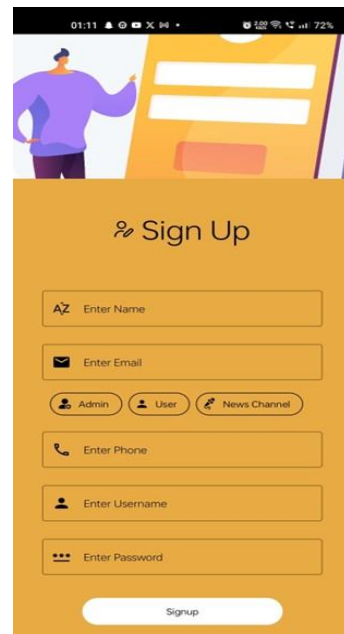 01:11
72%
Sign Up
Enter Name
Enter Email
Admin User News Channel
Enter Phone
Enter Username
Enter Password
Signup